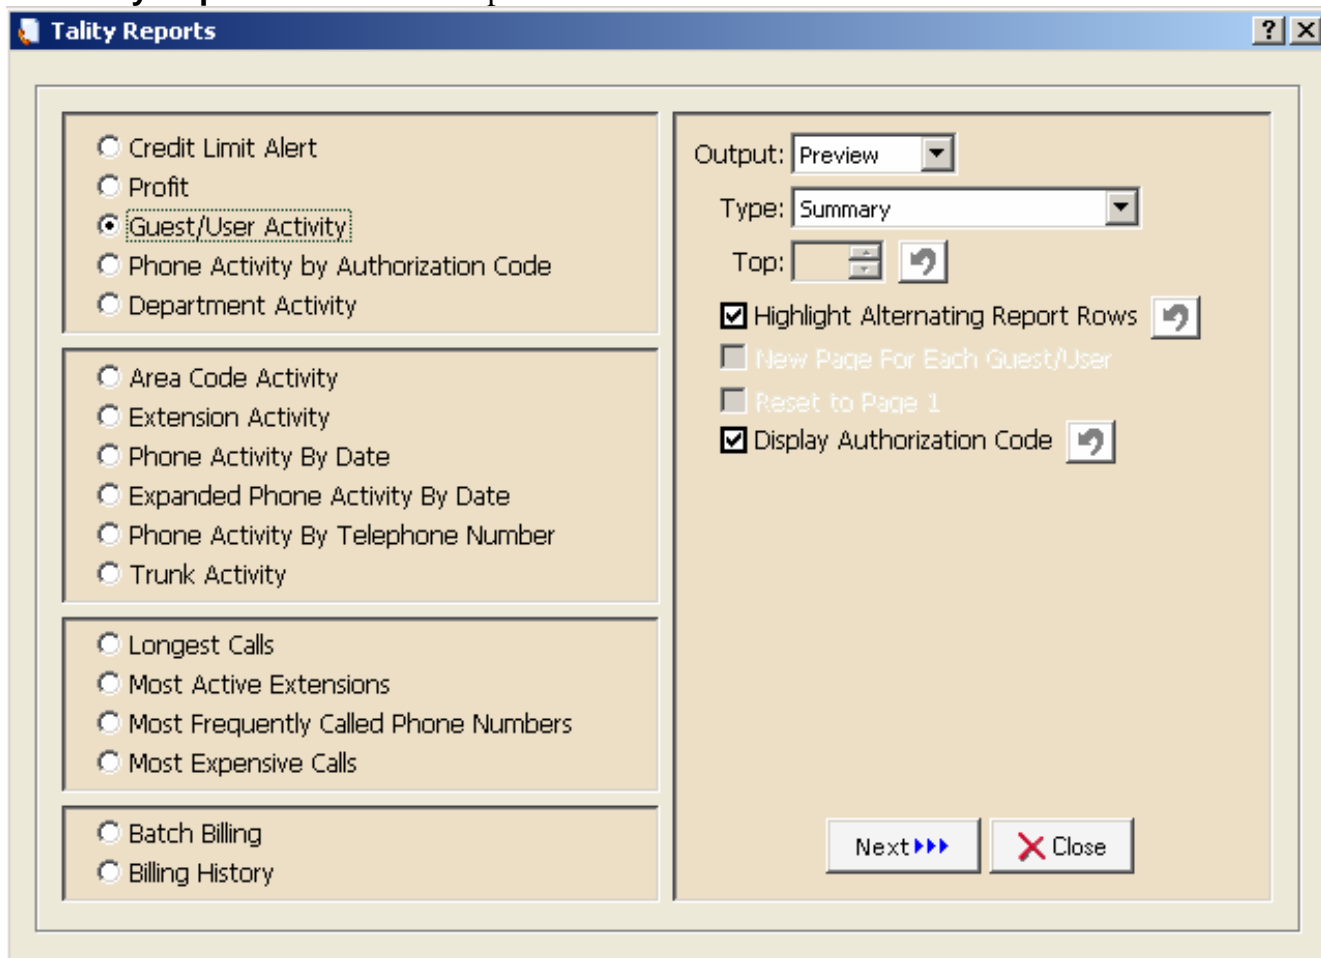 Tality Reports
Credit Limit Alert
Profit
Guest/User Activity
Phone Activity by Authorization Code
Department Activity
Area Code Activity
Extension Activity
Phone Activity By Date
Expanded Phone Activity By Date
Phone Activity By Telephone Number
Trunk Activity
Longest Calls
Most Active Extensions
Most Frequently Called Phone Numbers
Most Expensive Calls
Batch Billing
Billing History
Output: Preview
Type: Summary
Top:
Highlight Alternating Report Rows
New Page For Each Guest/User
Reset to Page 1
Display Authorization Code
Next
Close